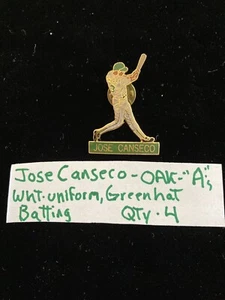 JOSE CANSECO
Jose Canseco - OAK - "A"s,
Wht-uniform, Green hat
Batting Qty. 4